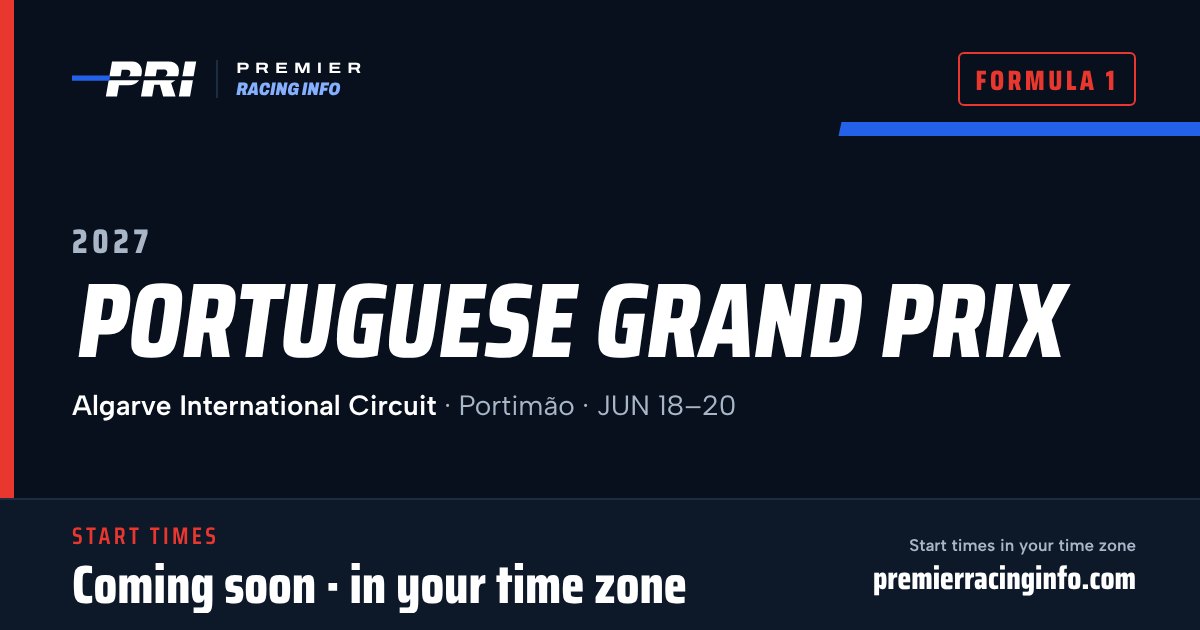 PRI
PREMIER
RACING INFO
FORMULA 1
2027
PORTUGUESE GRAND PRIX
Algarve International Circuit · Portimão · JUN 18–20
START TIMES
Coming soon · in your time zone
Start times in your time zone
premierracinginfo.com